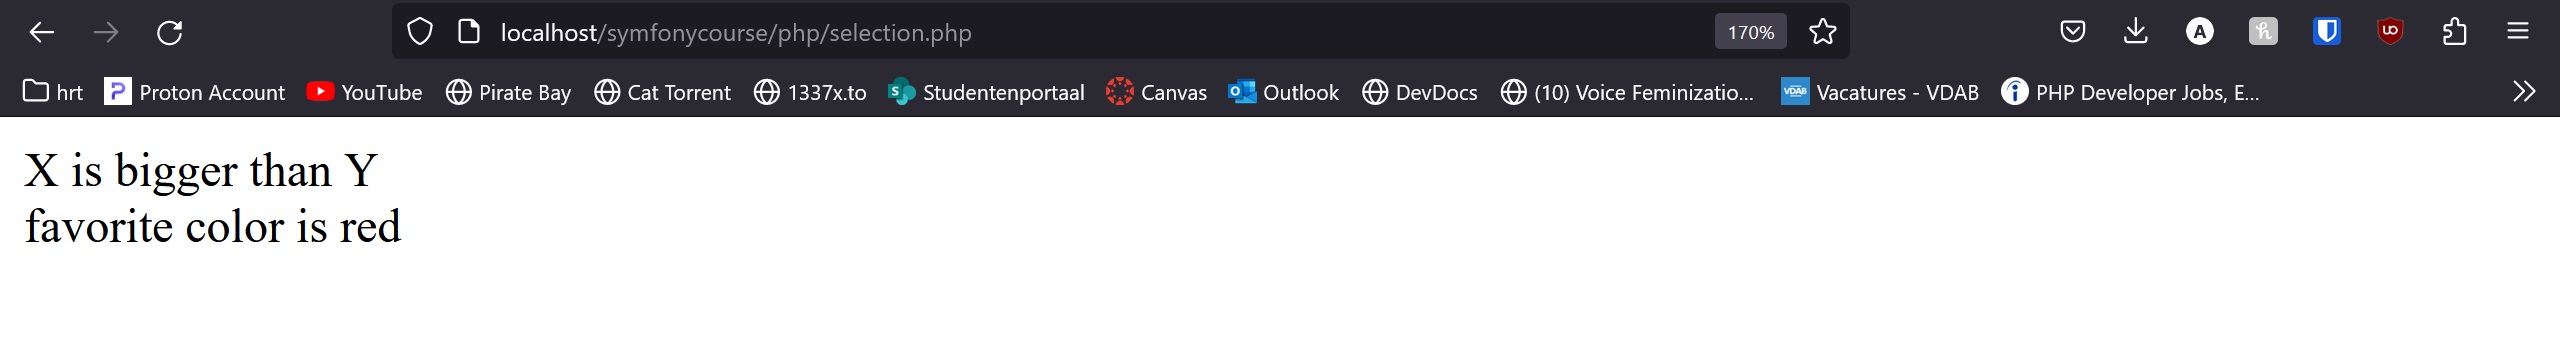 localhost/symfonycourse/php/selection.php 170%
hrt Proton Account YouTube Pirate Bay Cat Torrent 1337x.to Studentenportaal Canvas Outlook DevDocs (10) Voice Feminizatio... VDAB Vacatures - VDAB PHP Developer Jobs, E...
X is bigger than Y
favorite color is red